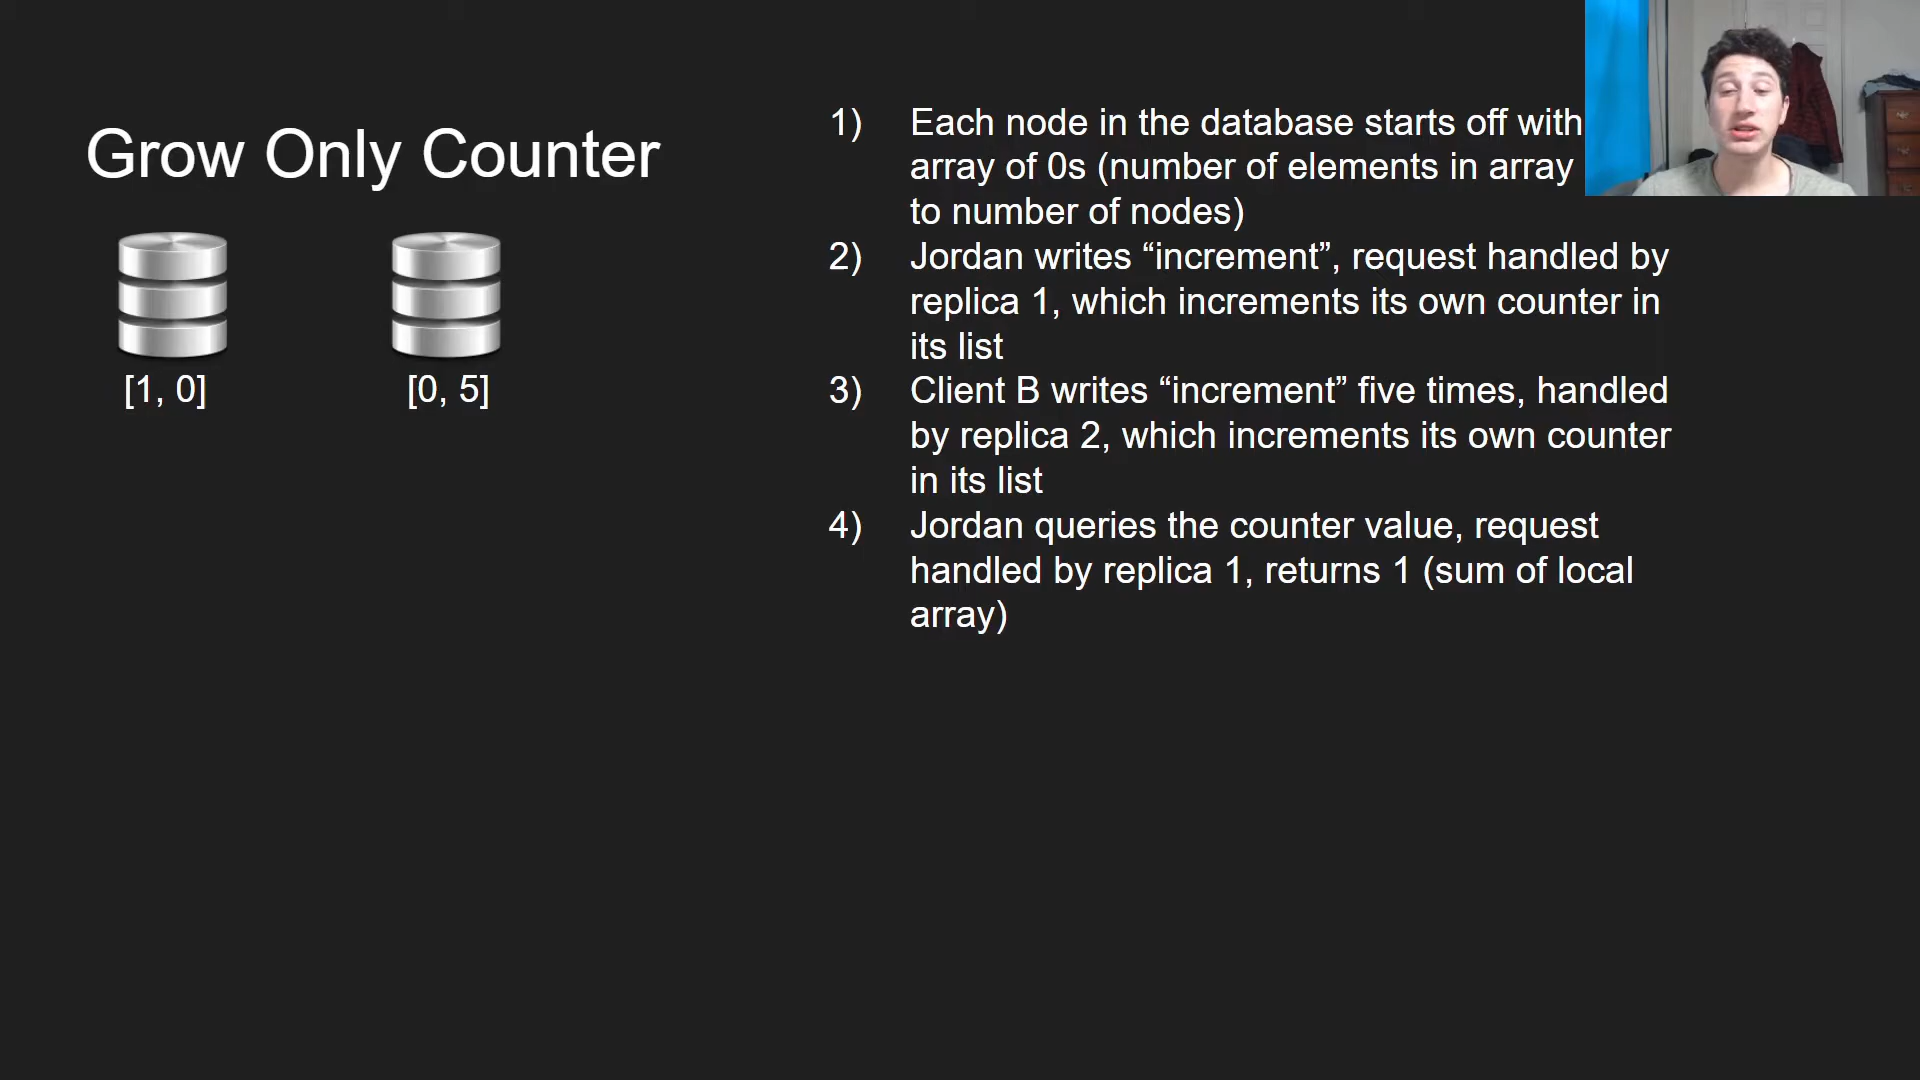 Grow Only Counter
[1, 0]
[0, 5]
1) Each node in the database starts off with
array of 0s (number of elements in array
to number of nodes)
2) Jordan writes “increment”, request handled by
replica 1, which increments its own counter in
its list
3) Client B writes “increment” five times, handled
by replica 2, which increments its own counter
in its list
4) Jordan queries the counter value, request
handled by replica 1, returns 1 (sum of local
array)